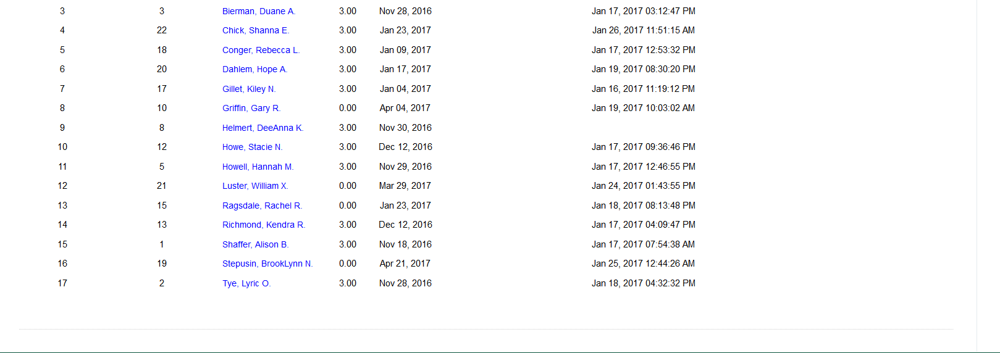 3 3 Bierman, Duane A. 3.00 Nov 28, 2016 Jan 17, 2017 03:12:47 PM
4 22 Chick, Shanna E. 3.00 Jan 23, 2017 Jan 26, 2017 11:51:15 AM
5 18 Conger, Rebecca L. 3.00 Jan 09, 2017 Jan 17, 2017 12:53:32 PM
6 20 Dahlem, Hope A. 3.00 Jan 17, 2017 Jan 19, 2017 08:30:20 PM
7 17 Gillet, Kiley N. 3.00 Jan 04, 2017 Jan 16, 2017 11:19:12 PM
8 10 Griffin, Gary R. 0.00 Apr 04, 2017 Jan 19, 2017 10:03:02 AM
9 8 Helmert, DeeAnna K. 3.00 Nov 30, 2016
10 12 Howe, Stacie N. 3.00 Dec 12, 2016 Jan 17, 2017 09:36:46 PM
11 5 Howell, Hannah M. 3.00 Nov 29, 2016 Jan 17, 2017 12:46:55 PM
12 21 Luster, William X. 0.00 Mar 29, 2017 Jan 24, 2017 01:43:55 PM
13 15 Ragsdale, Rachel R. 0.00 Jan 23, 2017 Jan 18, 2017 08:13:48 PM
14 13 Richmond, Kendra R. 3.00 Dec 12, 2016 Jan 17, 2017 04:09:47 PM
15 1 Shaffer, Alison B. 3.00 Nov 18, 2016 Jan 17, 2017 07:54:38 AM
16 19 Stepusin, BrookLynn N. 0.00 Apr 21, 2017 Jan 25, 2017 12:44:26 AM
17 2 Tye, Lyric O. 3.00 Nov 28, 2016 Jan 18, 2017 04:32:32 PM